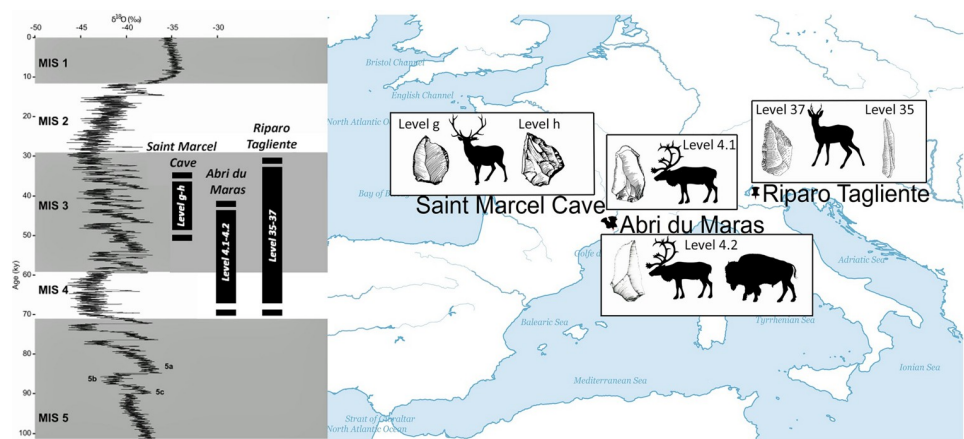 δ¹⁸O (‰)
-50 -45 -40 -35 -30 -25
0
10
20
30
40
50
60
70
80
90
100
Age (ky)
MIS 1
MIS 2
MIS 3
MIS 4
MIS 5
5a
5b
5c
Saint Marcel
Cave
Level g-h
Abri du
Maras
Level 4.1-4.2
Riparo
Tagliente
Level 35-37
Bristol Channel
English Channel
North Atlantic
Bay of B
Level g
Level h
Saint Marcel Cave
Level 4.1
Abri du Maras
Level 4.2
Level 37
Level 35
Riparo Tagliente
Golfe d
Adriatic Sea
Balearic Sea
Tyrrhenian Sea
Ionian Sea
Mediterranean Sea
Strait of Gibraltar
North Atlantic Ocean